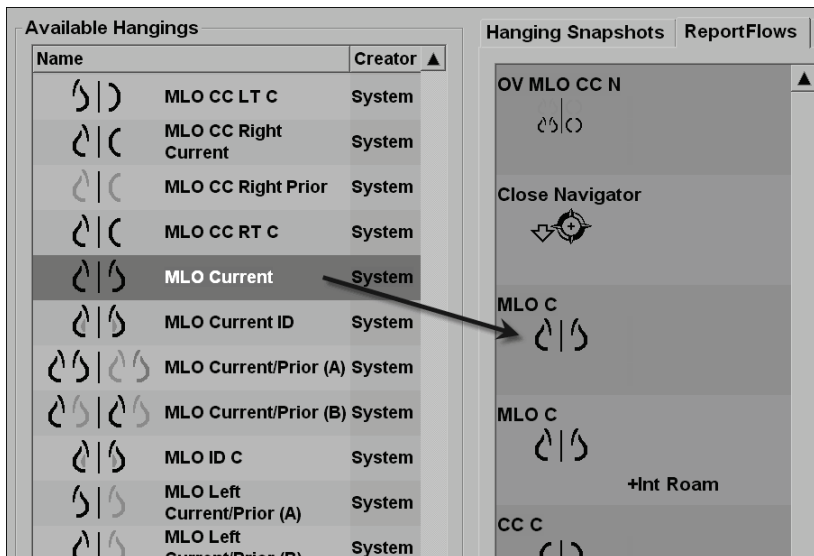 Available Hangings
Name
Creator
MLO CC LT C
System
MLO CC Right
Current
System
MLO CC Right Prior
System
MLO CC RT C
System
MLO Current
System
MLO Current ID
System
MLO Current/Prior (A)
System
MLO Current/Prior (B)
System
MLO ID C
System
MLO Left
Current/Prior (A)
System
MLO Left
Current/Prior (B)
System
Hanging Snapshots
ReportFlows
OV MLO CC N
Close Navigator
MLO C
MLO C
+Int Roam
CC C